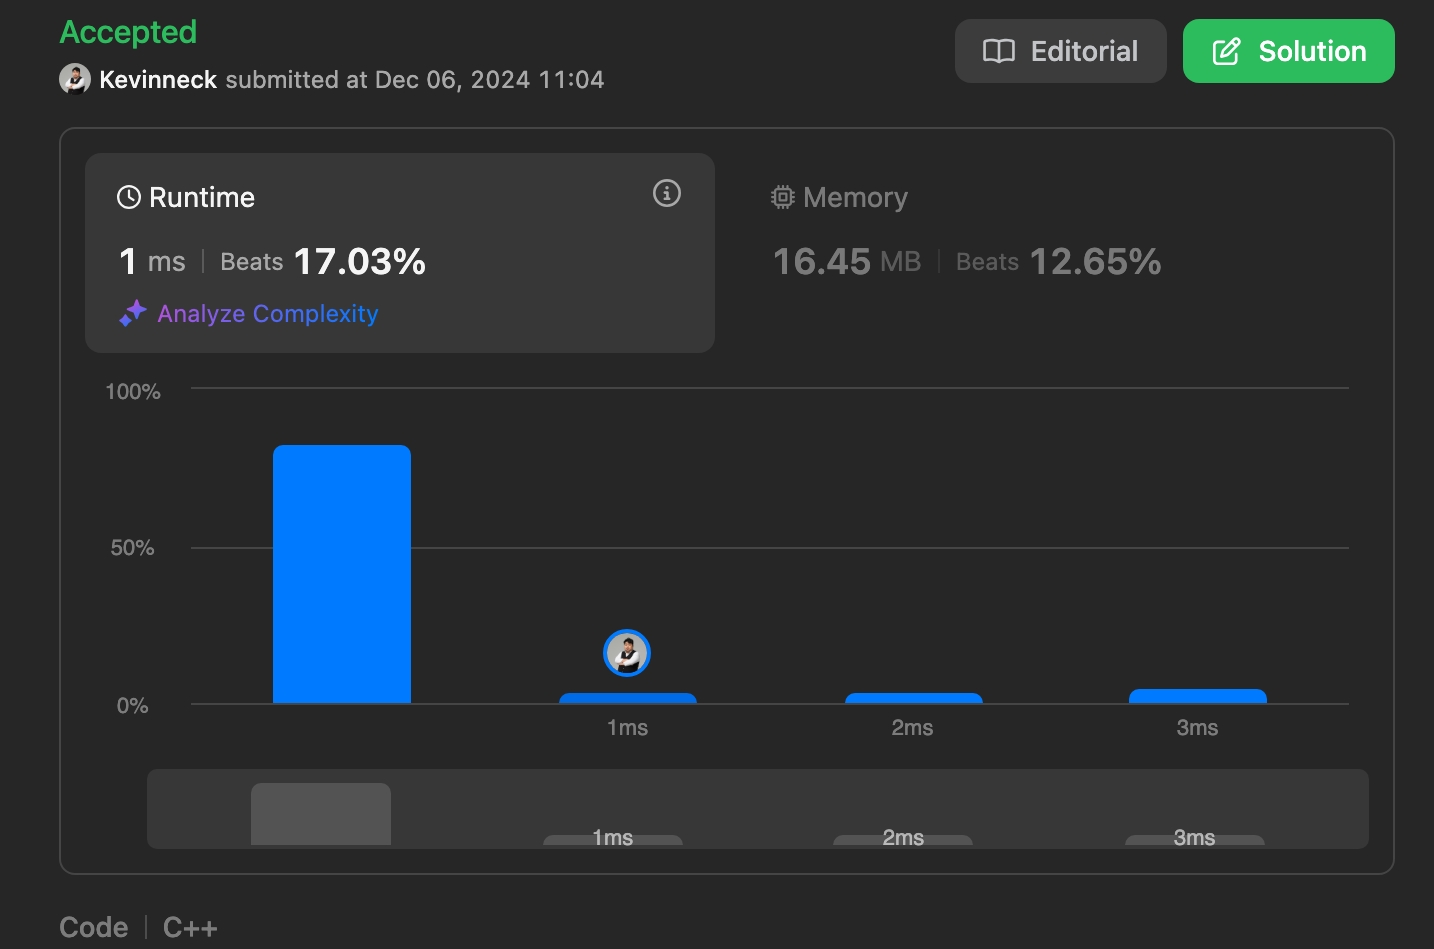 Accepted
Editorial
Solution
Kevinneck submitted at Dec 06, 2024 11:04
Runtime
1 ms | Beats 17.03%
Analyze Complexity
Memory
16.45 MB | Beats 12.65%
100%
50%
0%
1ms 2ms 3ms
1ms 2ms 3ms
Code | C++